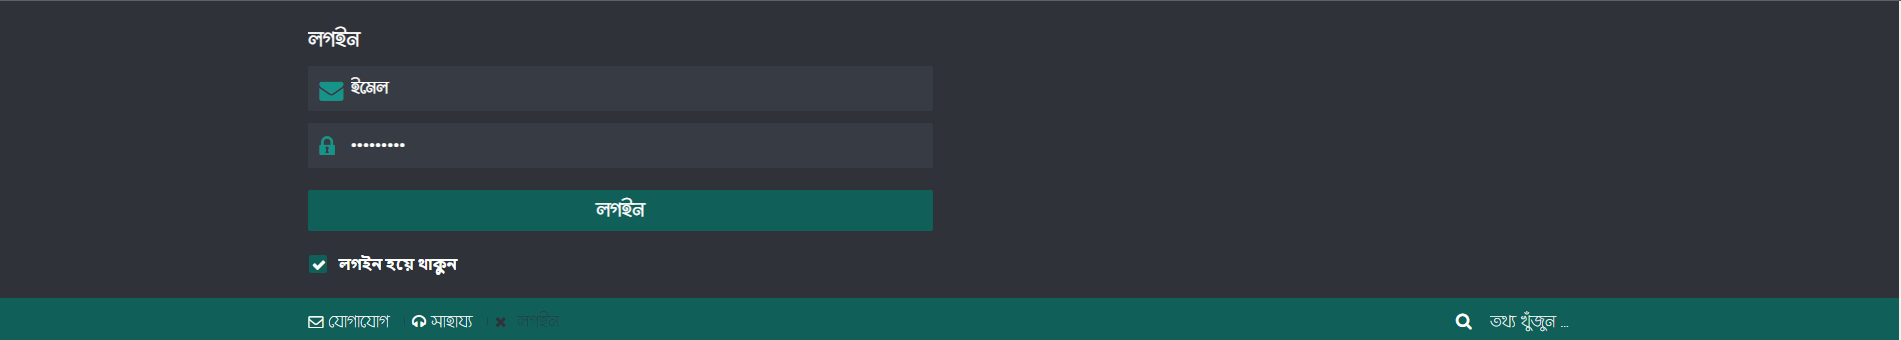 লগইন
ইমেল
•••••••••
লগইন
লগইন হয়ে থাকুন
যোগাযোগ সাহায্য লগইন তথ্য খুঁজুন ...